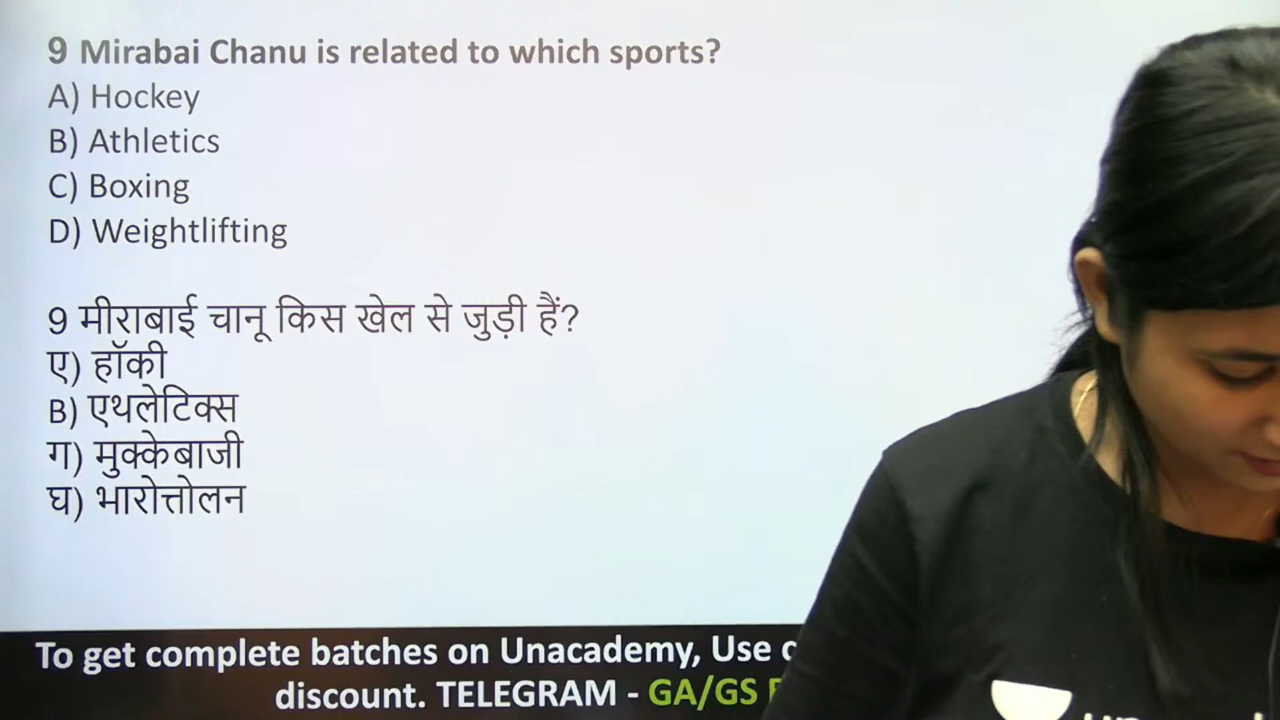 9 Mirabai Chanu is related to which sports?
A) Hockey
B) Athletics
C) Boxing
D) Weightlifting
9 मीराबाई चानू किस खेल से जुड़ी हैं?
ए) हॉकी
B) एथलेटिक्स
ग) मुक्केबाजी
घ) भारोत्तोलन
To get complete batches on Unacademy, Use
discount. TELEGRAM - GA/GS